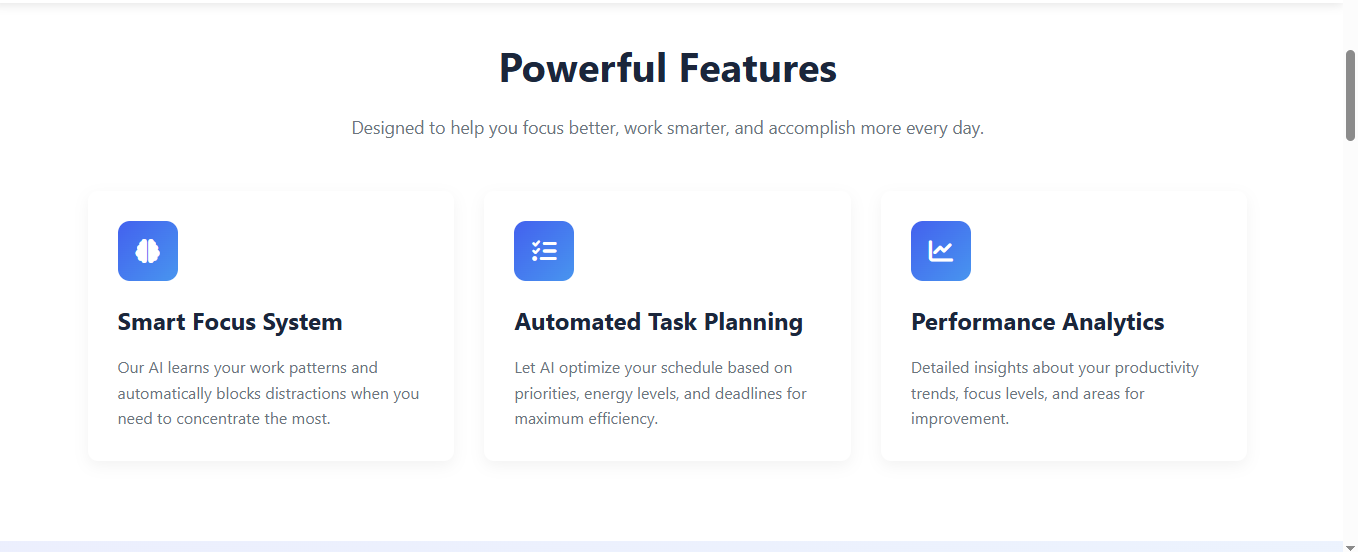 Powerful Features
Designed to help you focus better, work smarter, and accomplish more every day.
Smart Focus System
Our AI learns your work patterns and
automatically blocks distractions when you
need to concentrate the most.
Automated Task Planning
Let AI optimize your schedule based on
priorities, energy levels, and deadlines for
maximum efficiency.
Performance Analytics
Detailed insights about your productivity
trends, focus levels, and areas for
improvement.